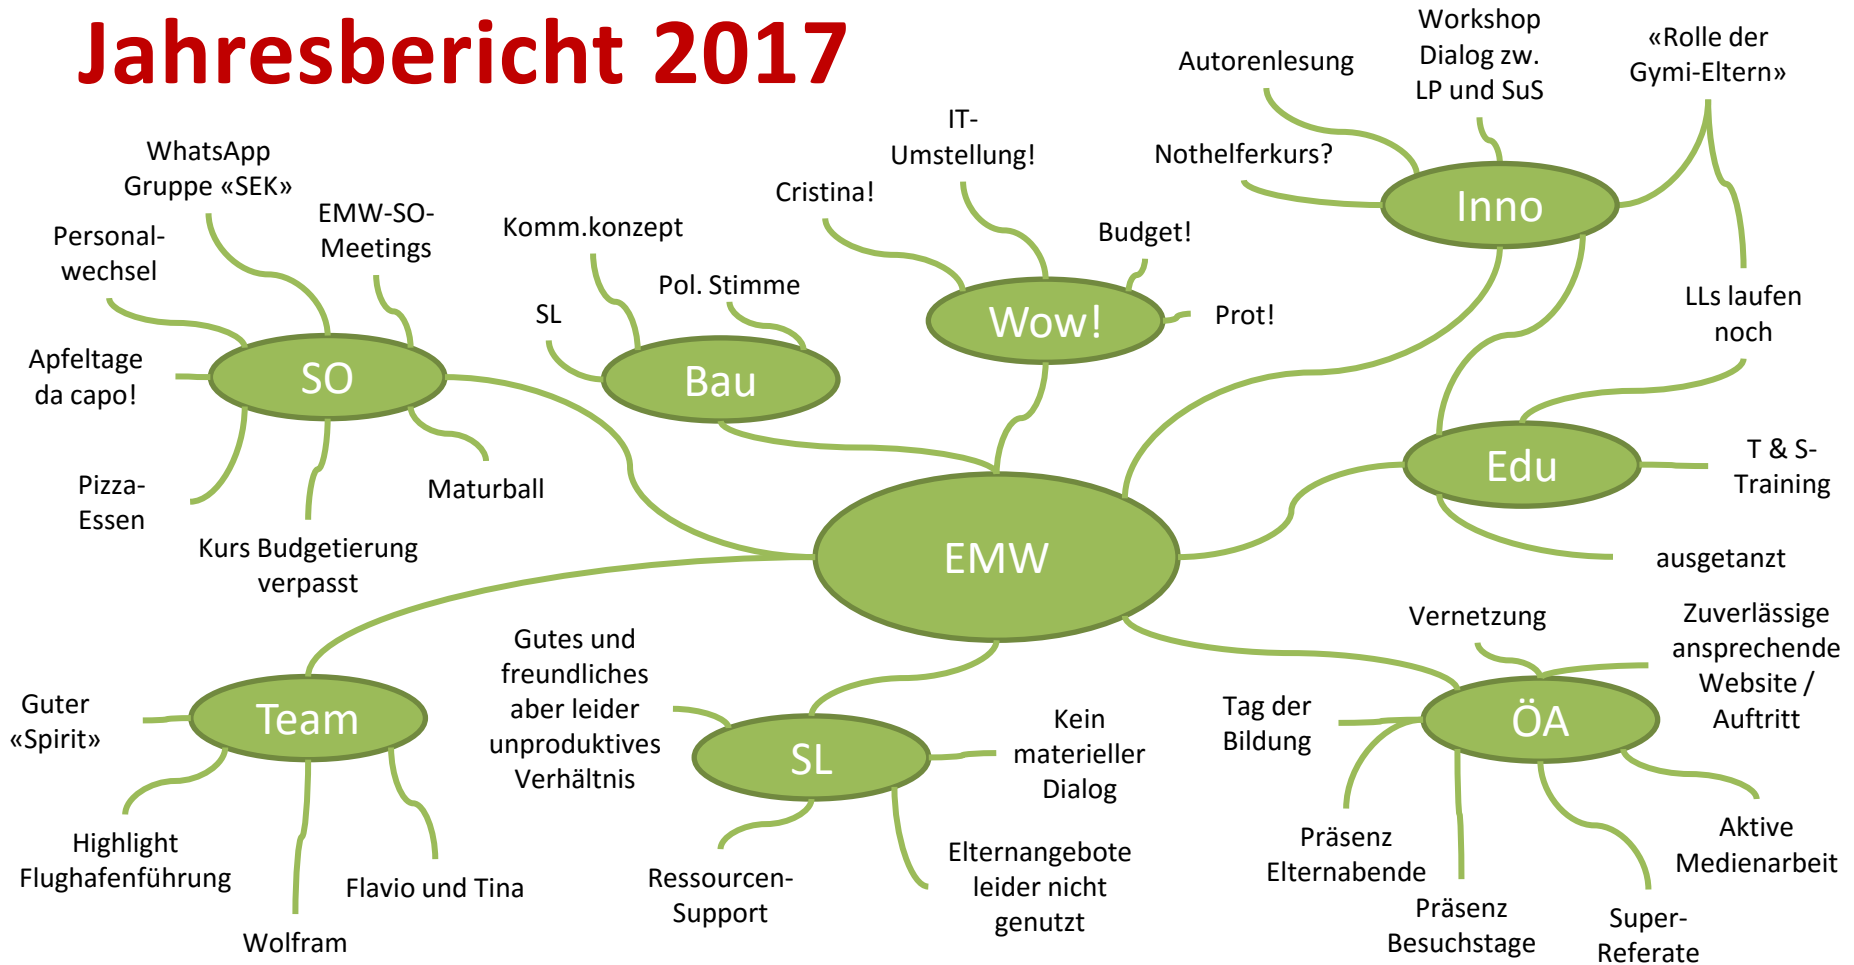 Jahresbericht 2017
WhatsApp
Gruppe «SEK»
Personal-
wechsel
EMW-SO-
Meetings
Apfeltage
da capo!
SO
Pizza-
Essen
Kurs Budgetierung
verpasst
Maturball
Komm.konzept
SL
Pol. Stimme
Bau
Cristina!
IT-
Umstellung!
Budget!
Prot!
Wow!
Autorenlesung
Workshop
Dialog zw.
LP und SuS
«Rolle der
Gymi-Eltern»
Nothelferkurs?
Inno
LLs laufen
noch
Edu
T & S-
Training
ausgetanzt
EMW
Guter
«Spirit»
Team
Highlight
Flughafenführung
Wolfram
Flavio und Tina
Gutes und
freundliches
aber leider
unproduktives
Verhältnis
SL
Kein
materieller
Dialog
Ressourcen-
Support
Elternangebote
leider nicht
genutzt
Vernetzung
Zuverlässige
ansprechende
Website /
Auftritt
Tag der
Bildung
ÖA
Präsenz
Elternabende
Präsenz
Besuchstage
Super-
Referate
Aktive
Medienarbeit